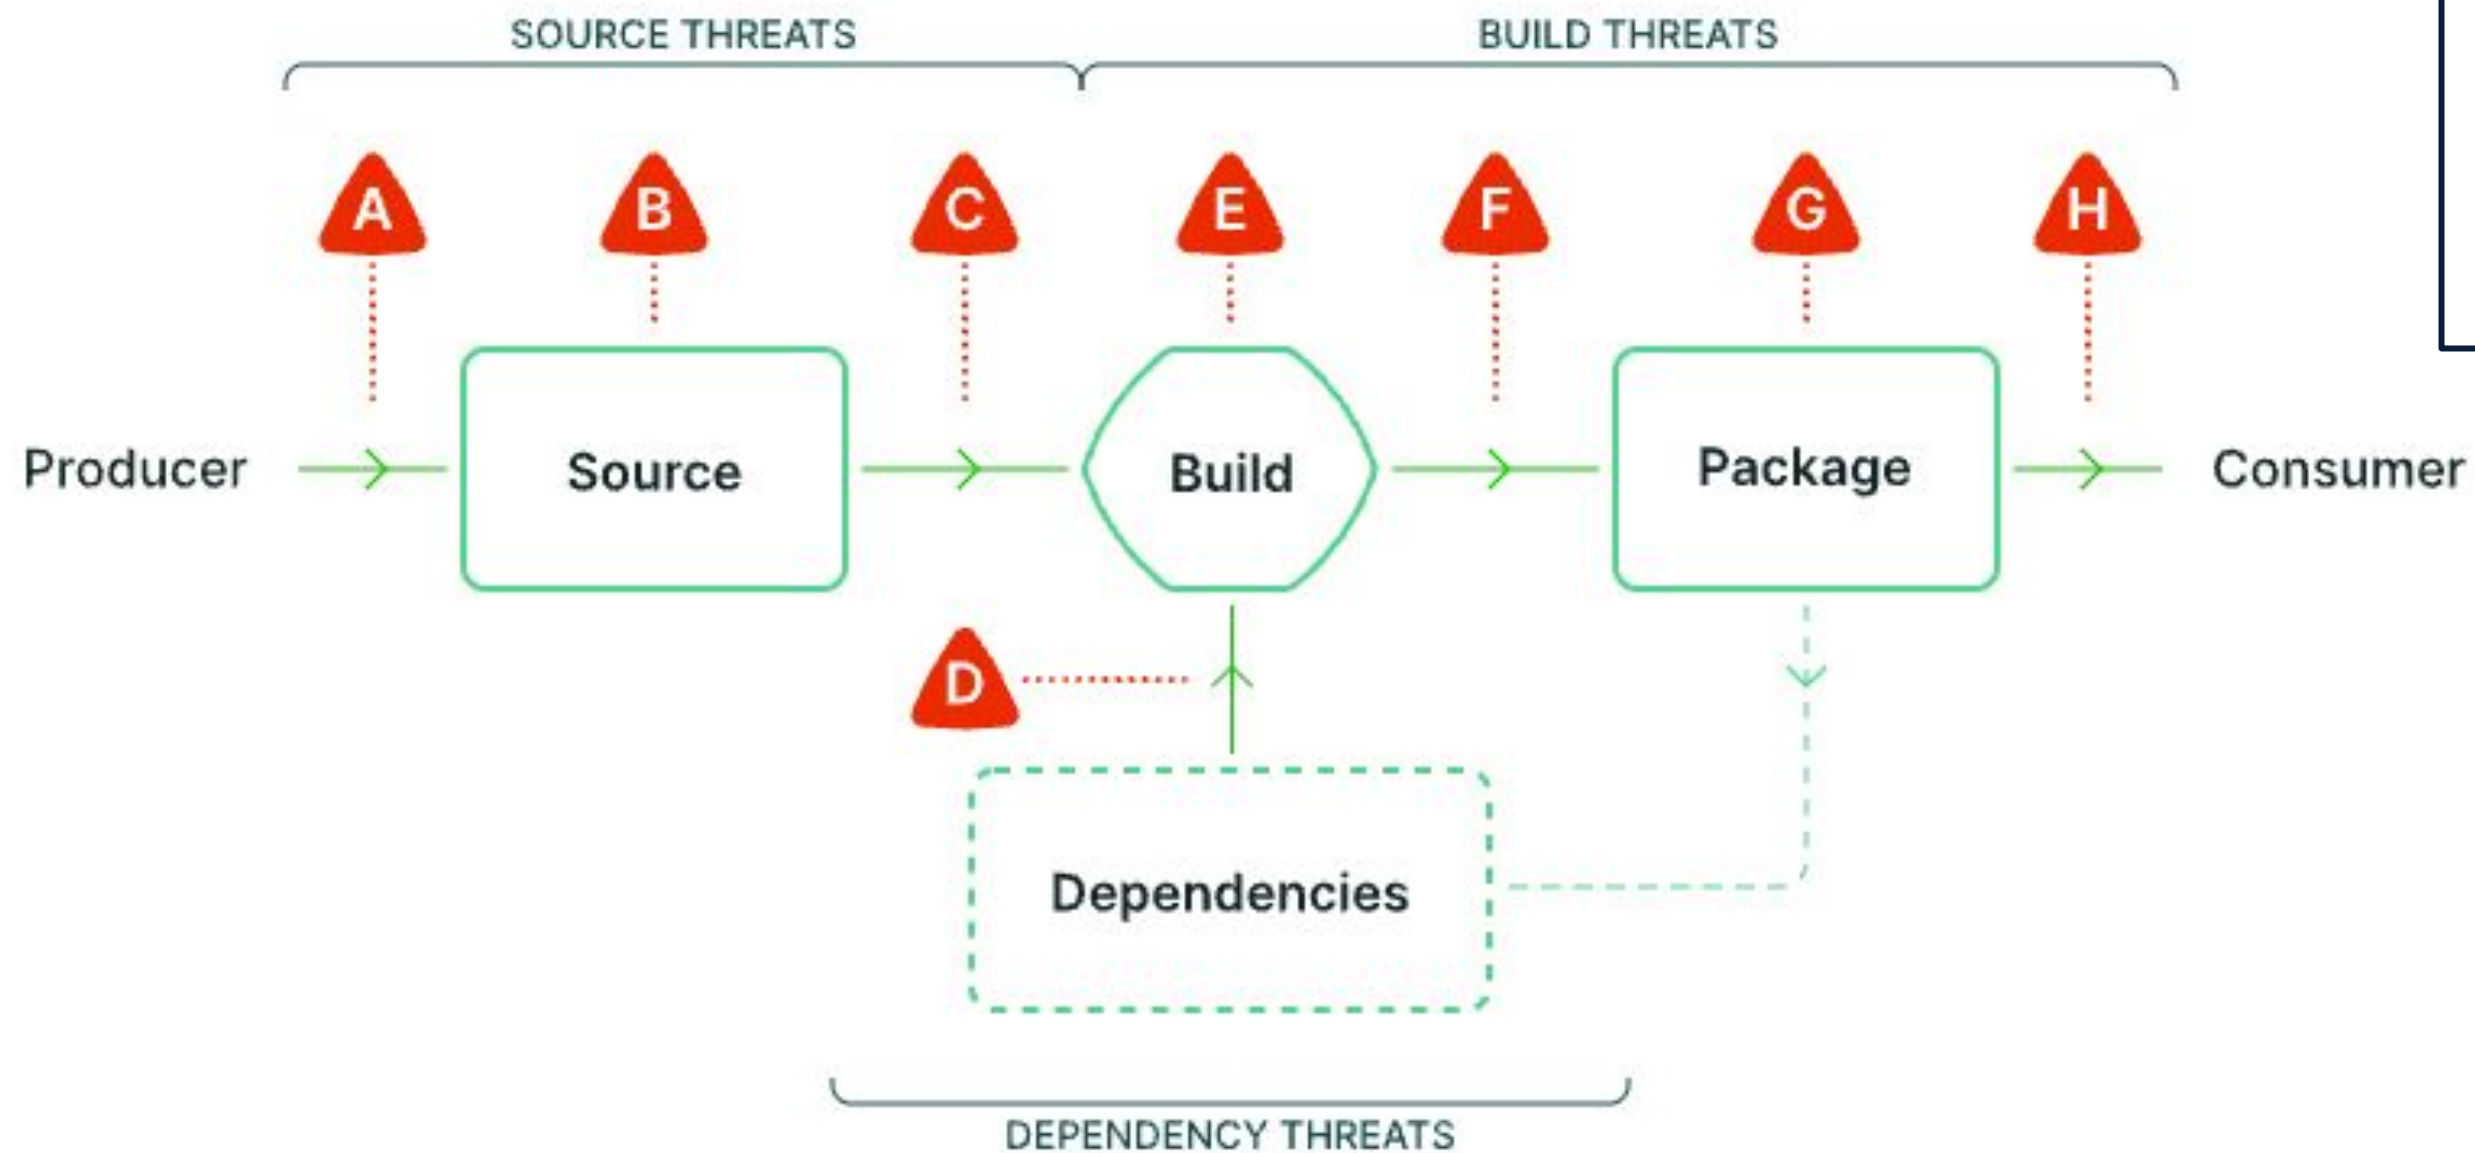 SOURCE THREATS
BUILD THREATS
A
B
C
E
F
G
H
Producer
Source
Build
Package
Consumer
D
Dependencies
DEPENDENCY THREATS